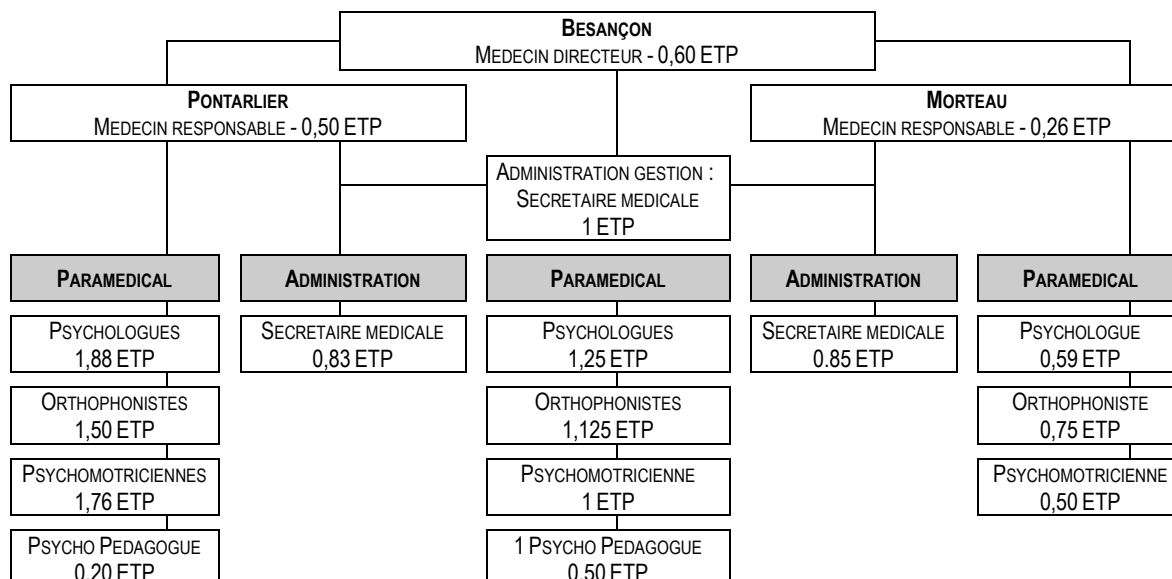 BESANÇON
MEDECIN DIRECTEUR - 0,60 ETP
PONTARLIER
MEDECIN RESPONSABLE - 0,50 ETP
MORTEAU
MEDECIN RESPONSABLE - 0,26 ETP
ADMINISTRATION GESTION :
SECRETAIRE MEDICALE
1 ETP
PARAMEDICAL
ADMINISTRATION
PARAMEDICAL
ADMINISTRATION
PARAMEDICAL
PSYCHOLOGUES
1,88 ETP
SECRETAIRE MEDICALE
0,83 ETP
PSYCHOLOGUES
1,25 ETP
SECRETAIRE MEDICALE
0.85 ETP
PSYCHOLOGUE
0,59 ETP
ORTHOPHONISTES
1,50 ETP
ORTHOPHONISTES
1,125 ETP
ORTHOPHONISTE
0,75 ETP
PSYCHOMOTRICIENNES
1,76 ETP
PSYCHOMOTRICIENNE
1 ETP
PSYCHOMOTRICIENNE
0,50 ETP
PSYCHO PEDAGOGUE
0,20 ETP
1 PSYCHO PEDAGOGUE
0,50 ETP